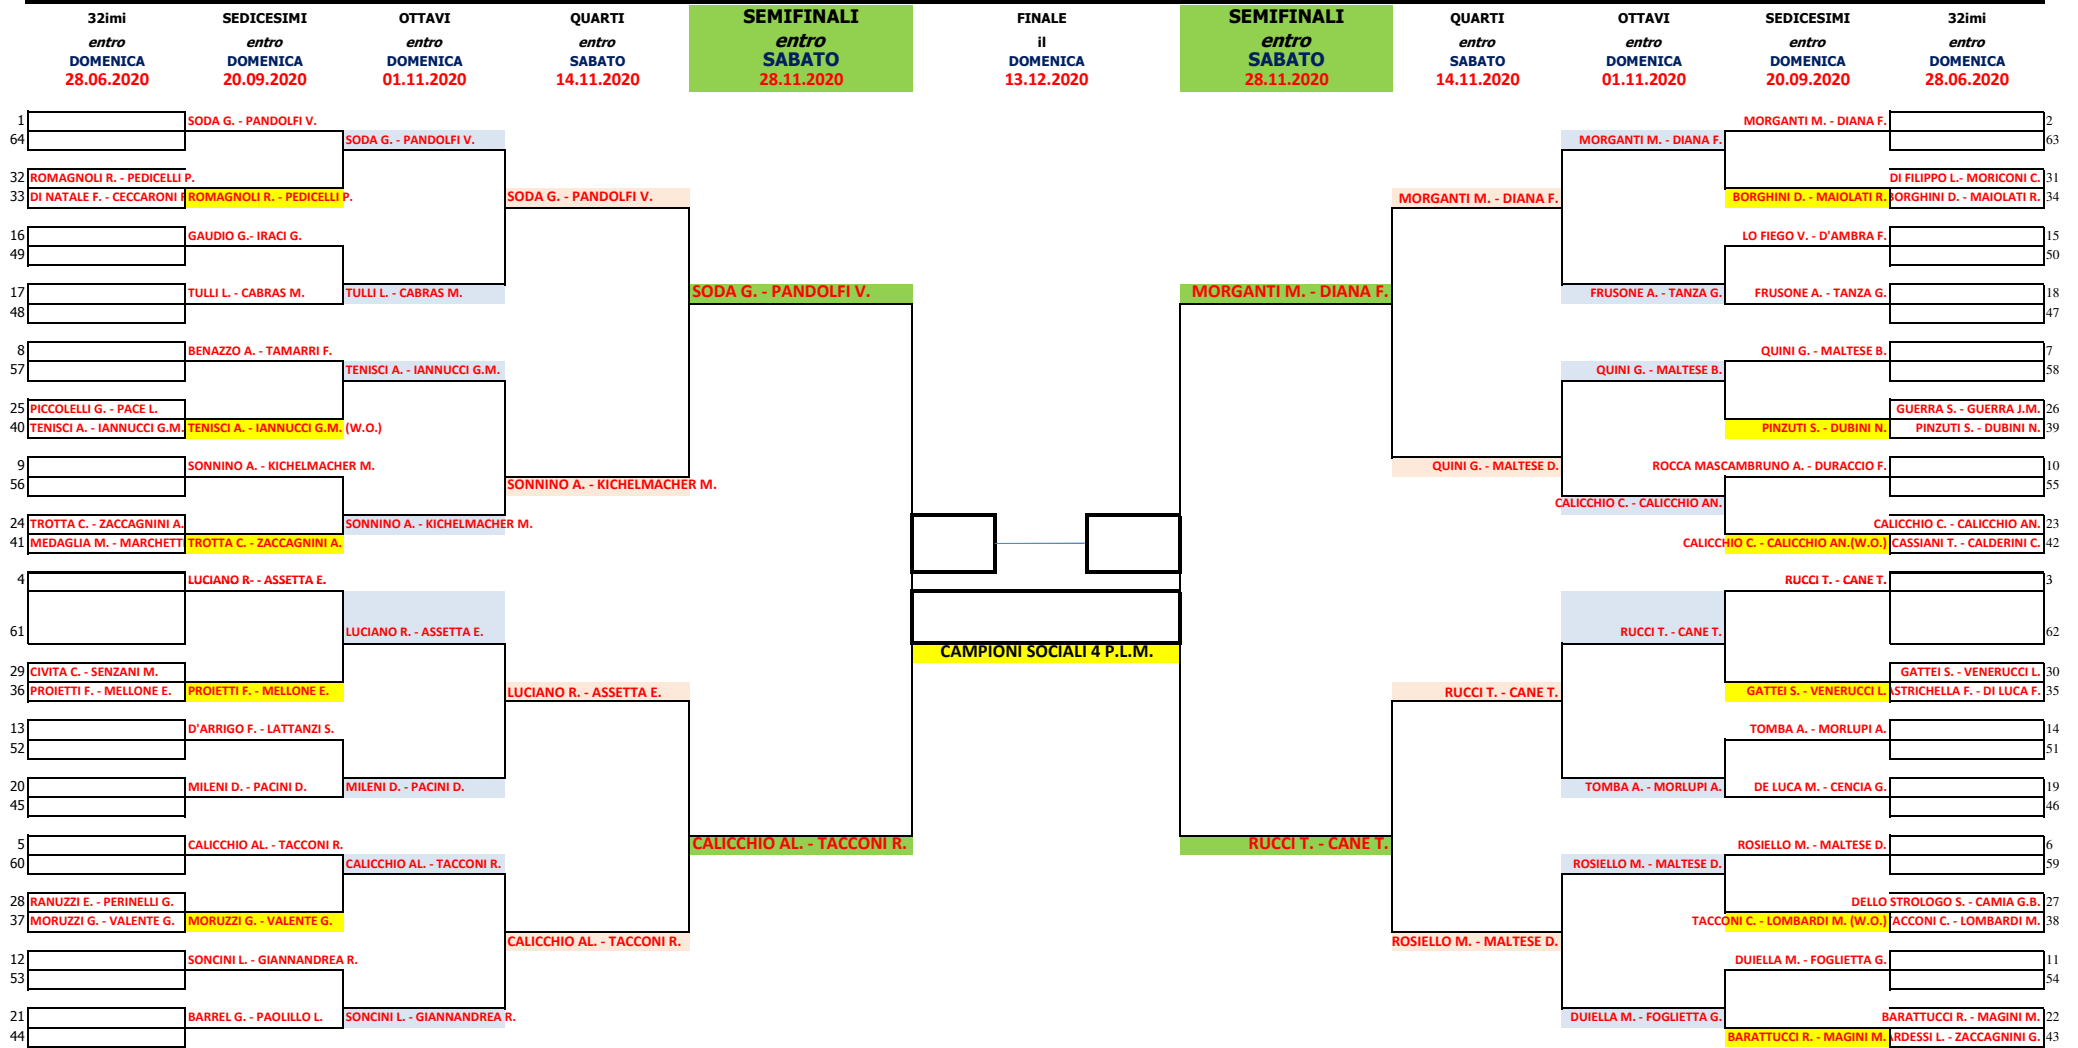 32imi SEDICESIMI OTTAVI QUARTI SEMIFINALI FINALE SEMIFINALI QUARTI OTTAVI SEDICESIMI 32imi
entro entro entro entro entro il entro entro entro entro entro
DOMENICA DOMENICA DOMENICA SABATO SABATO DOMENICA SABATO SABATO DOMENICA DOMENICA DOMENICA
28.06.2020 20.09.2020 01.11.2020 14.11.2020 28.11.2020 13.12.2020 28.11.2020 14.11.2020 01.11.2020 20.09.2020 28.06.2020
1 SODA G. - PANDOLFI V. MORGANTI M. - DIANA F. 2
64 SODA G. - PANDOLFI V. MORGANTI M. - DIANA F. 63
32 ROMAGNOLI R. - PEDICELLI P. DI FILIPPO L.- MORICONI C. 31
33 DI NATALE F. - CECCARONI ROMAGNOLI R. - PEDICELLI P. SODA G. - PANDOLFI V. MORGANTI M. - DIANA F. BORGHINI D. - MAIOLATI R. BORGHINI D. - MAIOLATI R. 34
16 GAUDIO G.- IRACI G. LO FIEGO V. - D'AMBRA F. 15
49 50
17 TULLI L. - CABRAS M. TULLI L. - CABRAS M. SODA G. - PANDOLFI V. MORGANTI M. - DIANA F. FRUSONE A. - TANZA G. FRUSONE A. - TANZA G. 18
48 47
8 BENAZZO A. - TAMARRI F. QUINI G. - MALTESE B. 7
57 TENISCI A. - IANNUCCI G.M. QUINI G. - MALTESE B. 58
25 PICCOLELLI G. - PACE L. GUERRA S. - GUERRA J.M. 26
40 TENISCI A. - IANNUCCI G.M. TENISCI A. - IANNUCCI G.M. (W.O.) PINZUTI S. - DUBINI N. PINZUTI S. - DUBINI N. 39
9 SONNINO A. - KICHELMACHER M. QUINI G. - MALTESE D. ROCCA MASCAMBRUNO A. - DURACCIO F. 10
56 SONNINO A. - KICHELMACHER M. 55
CALICCHIO C. - CALICCHIO AN.
24 TROTTA C. - ZACCAGNINI A. SONNINO A. - KICHELMACHER M. CALICCHIO C. - CALICCHIO AN. 23
41 MEDAGLIA M. - MARCHETT TROTTA C. - ZACCAGNINI A. CALICCHIO C. - CALICCHIO AN.(W.O.) CASSIANI T. - CALDERINI C. 42
4 LUCIANO R- - ASSETTA E. RUCCI T. - CANE T. 3
61 LUCIANO R. - ASSETTA E. RUCCI T. - CANE T. 62
CAMPIONI SOCIALI 4 P.L.M.
29 CIVITA C. - SENZANI M. GATTEI S. - VENERUCCI L. 30
36 PROIETTI F. - MELLONE E. PROIETTI F. - MELLONE E. LUCIANO R. - ASSETTA E. RUCCI T. - CANE T. GATTEI S. - VENERUCCI L. ASTRICHELLA F. - DI LUCA F. 35
13 D'ARRIGO F. - LATTANZI S. TOMBA A. - MORLUPI A. 14
52 51
20 MILENI D. - PACINI D. MILENI D. - PACINI D. TOMBA A. - MORLUPI A. DE LUCA M. - CENCIA G. 19
45 46
5 CALICCHIO AL. - TACCONI R. CALICCHIO AL. - TACCONI R. RUCCI T. - CANE T. ROSIELLO M. - MALTESE D. 6
60 CALICCHIO AL. - TACCONI R. ROSIELLO M. - MALTESE D. 59
28 RANUZZI E. - PERINELLI G. DELLO STROLOGO S. - CAMIA G.B. 27
37 MORUZZI G. - VALENTE G. MORUZZI G. - VALENTE G. TACCONI C. - LOMBARDI M. (W.O.) TACCONI C. - LOMBARDI M. 38
CALICCHIO AL. - TACCONI R. ROSIELLO M. - MALTESE D.
12 SONCINI L. - GIANNANDREA R. DUIELLA M. - FOGLIETTA G. 11
53 54
21 BARREL G. - PAOLILLO L. SONCINI L. - GIANNANDREA R. DUIELLA M. - FOGLIETTA G. BARATTUCCI R. - MAGINI M. 22
44 BARATTUCCI R. - MAGINI M. ARDESSI L. - ZACCAGNINI G. 43